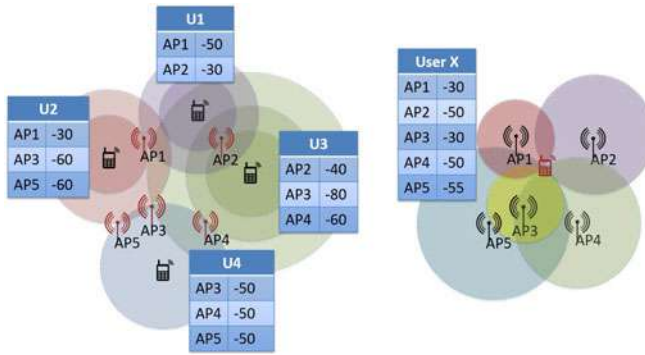 U1
AP1 -50
AP2 -30
U2
AP1 -30
AP3 -60
AP5 -60
AP1
AP2
U3
AP2 -40
AP3 -80
AP4 -60
AP5
AP3
AP4
U4
AP3 -50
AP4 -50
AP5 -50
User X
AP1 -30
AP2 -50
AP3 -30
AP4 -50
AP5 -55
AP1
AP2
AP5
AP3
AP4